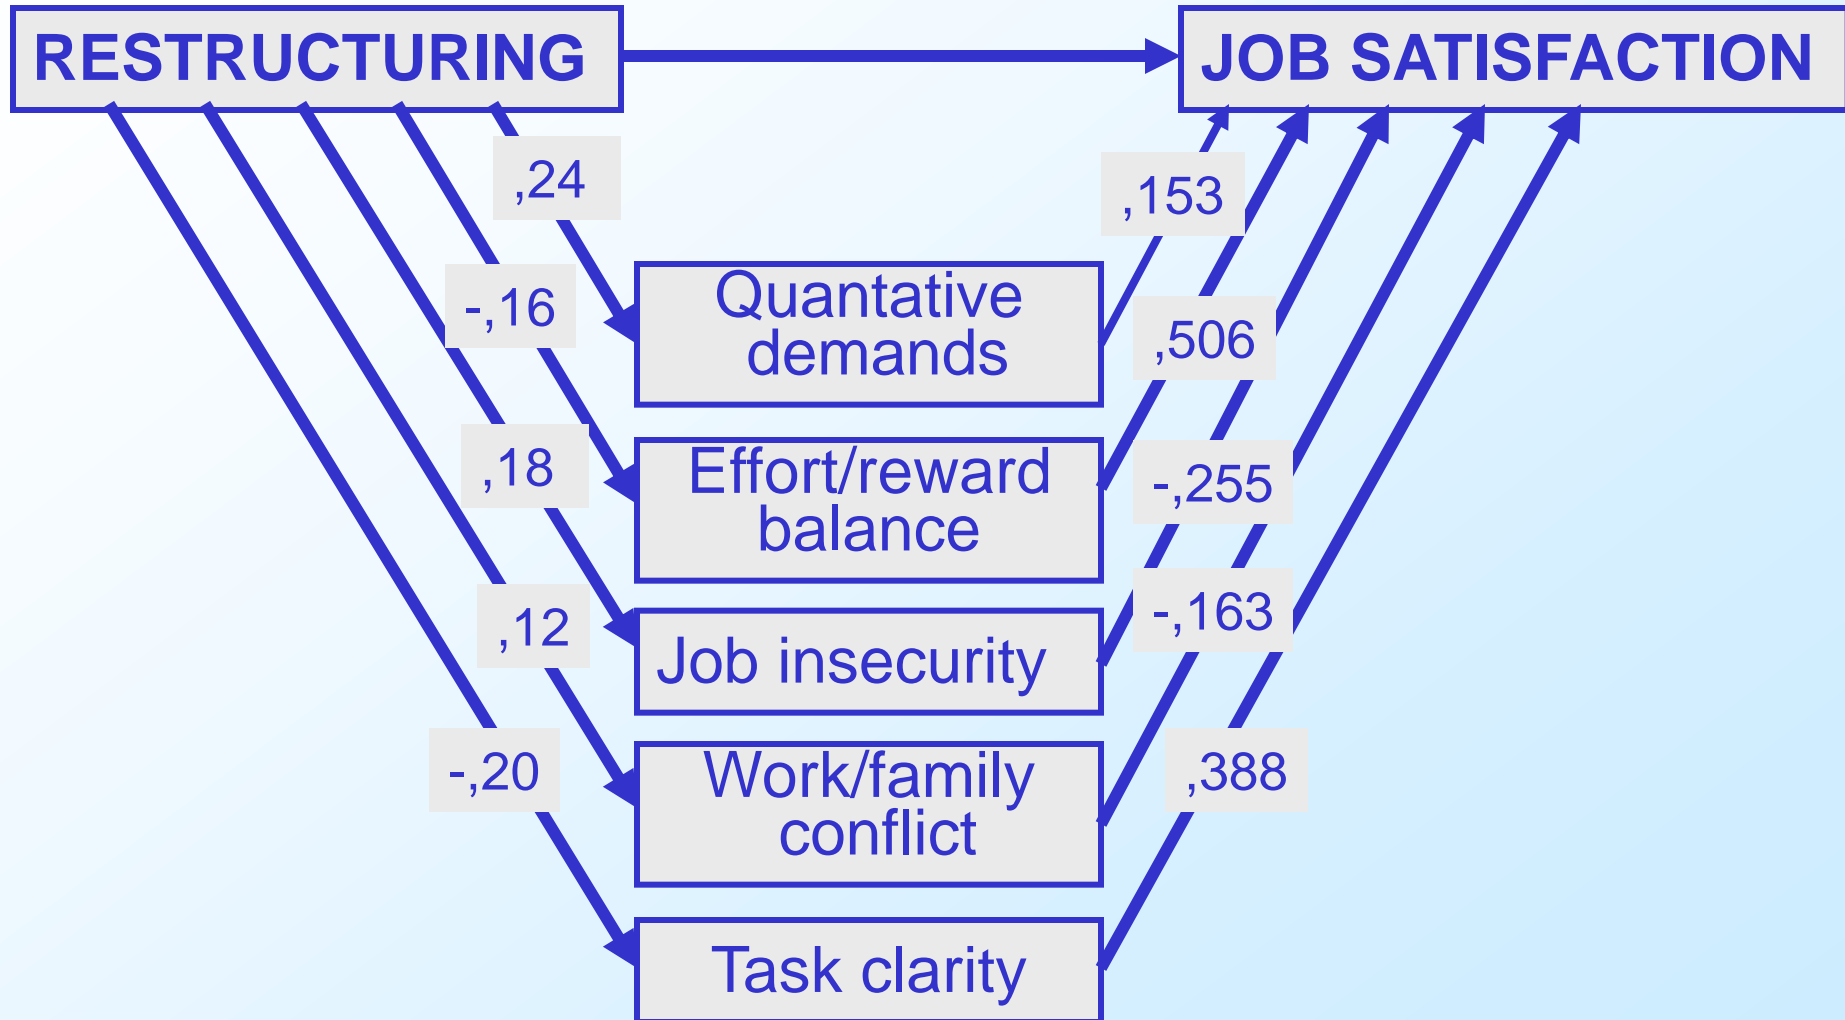 RESTRUCTURING
JOB SATISFACTION
,24
,153
Quantative
demands
-,16
,506
Effort/reward
balance
,18
-,255
Job insecurity
,12
-,163
Work/family
conflict
-,20
,388
Task clarity